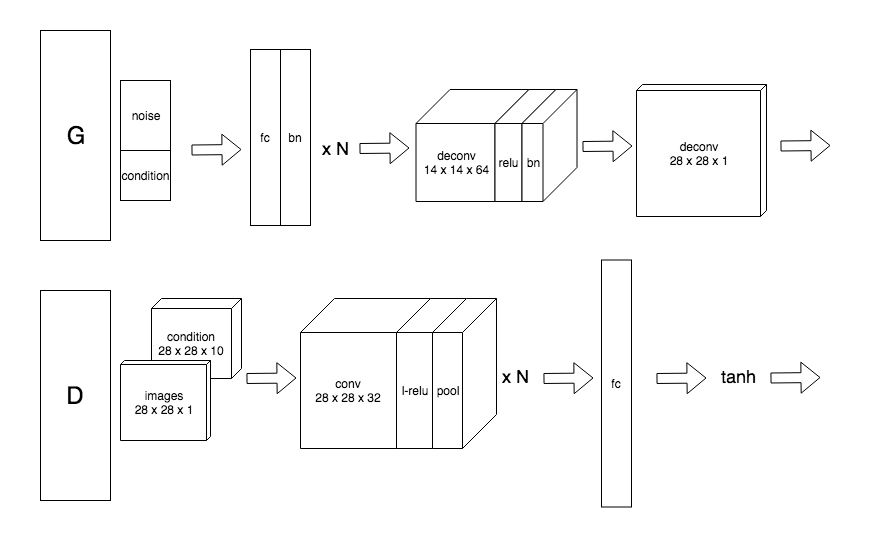 G
noise
condition
fc
bn
x N
deconv
14 x 14 x 64
relu
bn
deconv
28 x 28 x 1
D
condition
28 x 28 x 10
images
28 x 28 x 1
conv
28 x 28 x 32
l-relu
pool
x N
fc
tanh